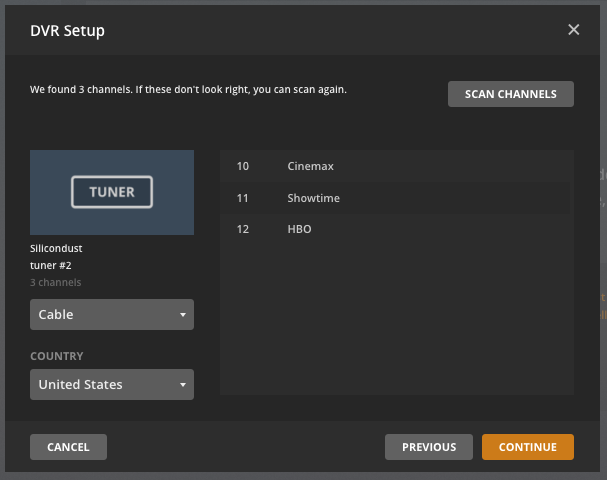 DVR Setup
We found 3 channels. If these don't look right, you can scan again.
SCAN CHANNELS
TUNER
Silicondust
tuner #2
3 channels
Cable
COUNTRY
United States
10 Cinemax
11 Showtime
12 HBO
CANCEL
PREVIOUS
CONTINUE